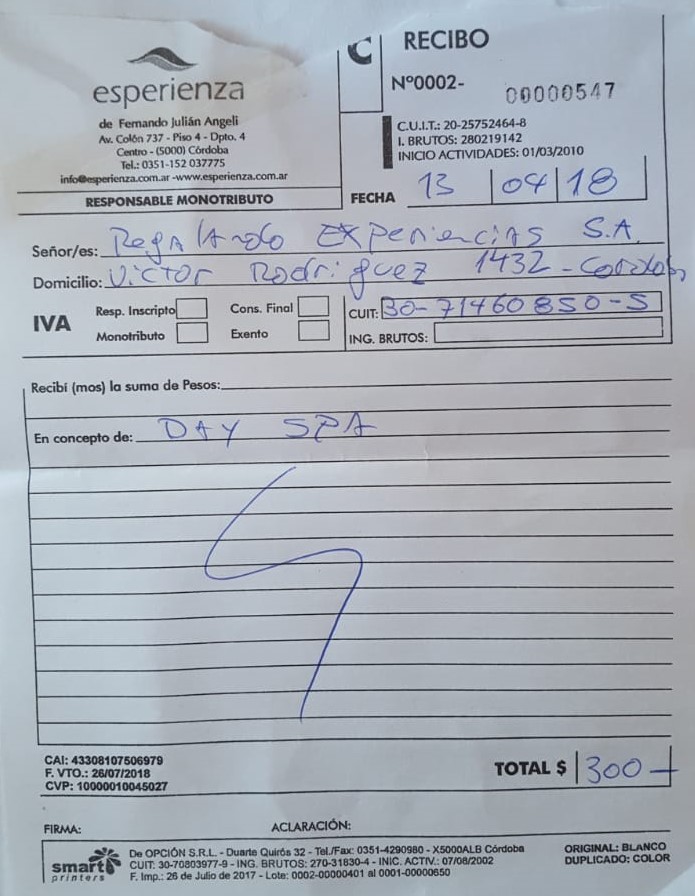 esperienza
de Fernando Julián Angeli
Av. Colón 737 - Piso 4 - Dpto. 4
Centro - (5000) Córdoba
Tel.: 0351-152 037775
info@esperienza.com.ar -www.esperienza.com.ar
RESPONSABLE MONOTRIBUTO
C
RECIBO
Nº0002- 00000547
C.U.I.T.: 20-25752464-8
I. BRUTOS: 280219142
INICIO ACTIVIDADES: 01/03/2010
FECHA 13 04 18
Señor/es: Regalando Experiencias S.A.
Domicilio: Victor Rodriguez 1432 - Cordoba
IVA
Resp. Inscripto
Cons. Final
Monotributo
Exento
CUIT: 30-71460850-5
ING. BRUTOS:
Recibí (mos) la suma de Pesos:
En concepto de: DAY SPA
CAI: 43308107506979
F. VTO.: 26/07/2018
CVP: 10000010045027
TOTAL $ 300-
FIRMA:
ACLARACIÓN:
smart printers
De OPCIÓN S.R.L. - Duarte Quirós 32 - Tel./Fax: 0351-4290980 - X5000ALB Córdoba
CUIT: 30-70803977-9 - ING. BRUTOS: 270-31830-4 - INIC. ACTIV.: 07/08/2002
F. Imp.: 26 de Julio de 2017 - Lote: 0002-00000401 al 0001-00000650
ORIGINAL: BLANCO
DUPLICADO: COLOR